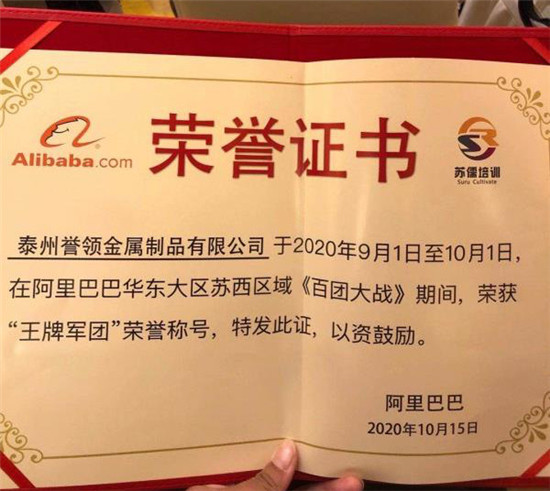 Alibaba.com
荣誉证书
苏儒培训
Suru Cultivate
泰州誉领金属制品有限公司 于2020年9月1日至10月1日，
在阿里巴巴华东大区苏西区域《百团大战》期间，荣获
“王牌军团”荣誉称号，特发此证，以资鼓励。
阿里巴巴
2020年10月15日